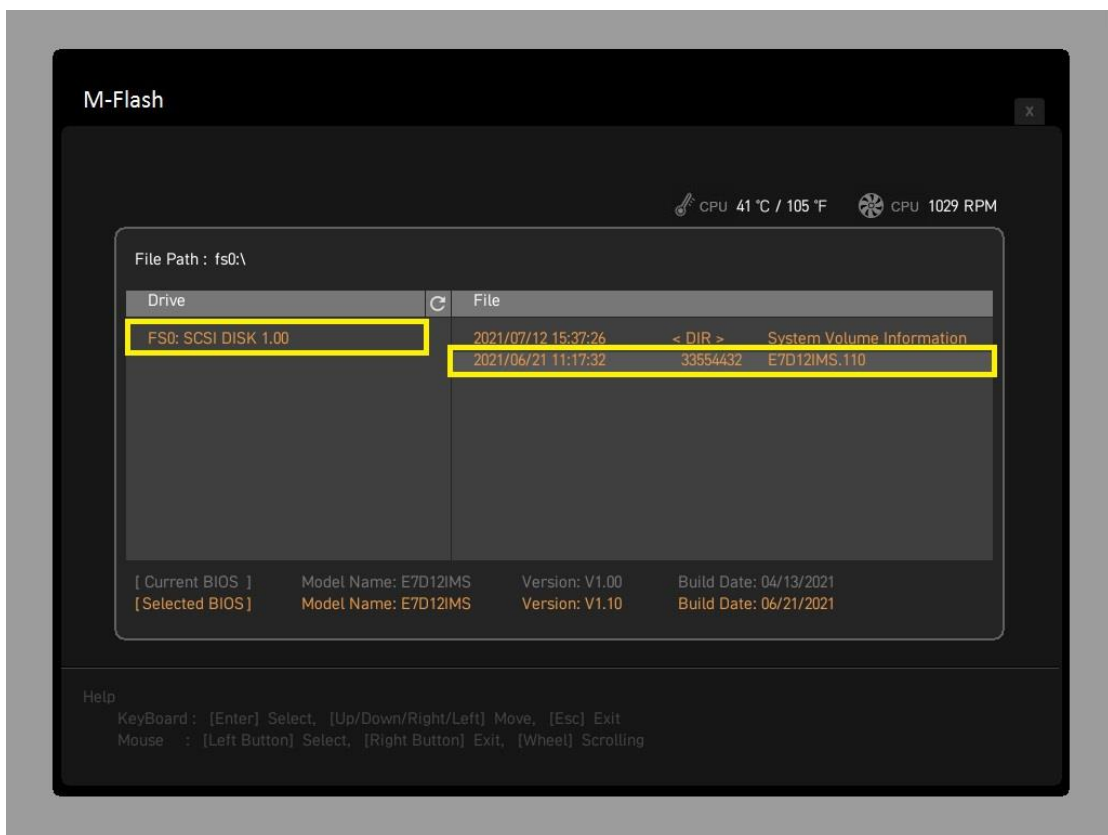 M-Flash
X
CPU 41 °C / 105 °F CPU 1029 RPM
File Path : fs0:\
Drive File
FS0: SCSI DISK 1.00 2021/07/12 15:37:26 < DIR > System Volume Information
2021/06/21 11:17:32 33554432 E7D12IMS.110
[ Current BIOS ] Model Name: E7D12IMS Version: V1.00 Build Date: 04/13/2021
[Selected BIOS] Model Name: E7D12IMS Version: V1.10 Build Date: 06/21/2021
Help
KeyBoard : [Enter] Select, [Up/Down/Right/Left] Move, [Esc] Exit
Mouse : [Left Button] Select, [Right Button] Exit, [Wheel] Scrolling